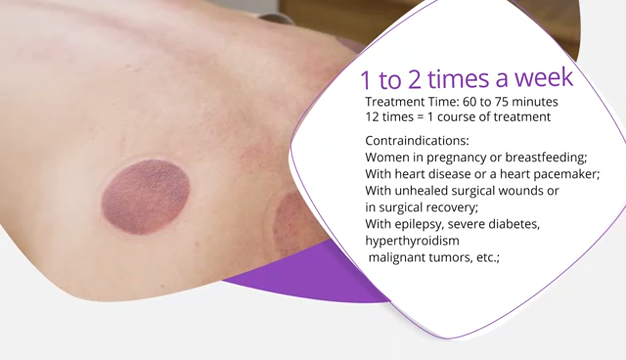 1 to 2 times a week
Treatment Time: 60 to 75 minutes
12 times = 1 course of treatment
Contraindications:
Women in pregnancy or breastfeeding;
With heart disease or a heart pacemaker;
With unhealed surgical wounds or
in surgical recovery;
With epilepsy, severe diabetes,
hyperthyroidism
malignant tumors, etc.;